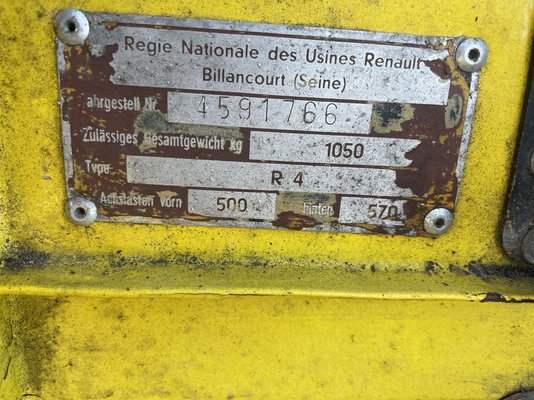 Regie Nationale des Usines Renault
Billancourt (Seine)
ahrgestell Nr. 4591766
Zulässiges Gesamtgewicht kg 1050
Type R 4
Achslasten vorn 500 hinten 570